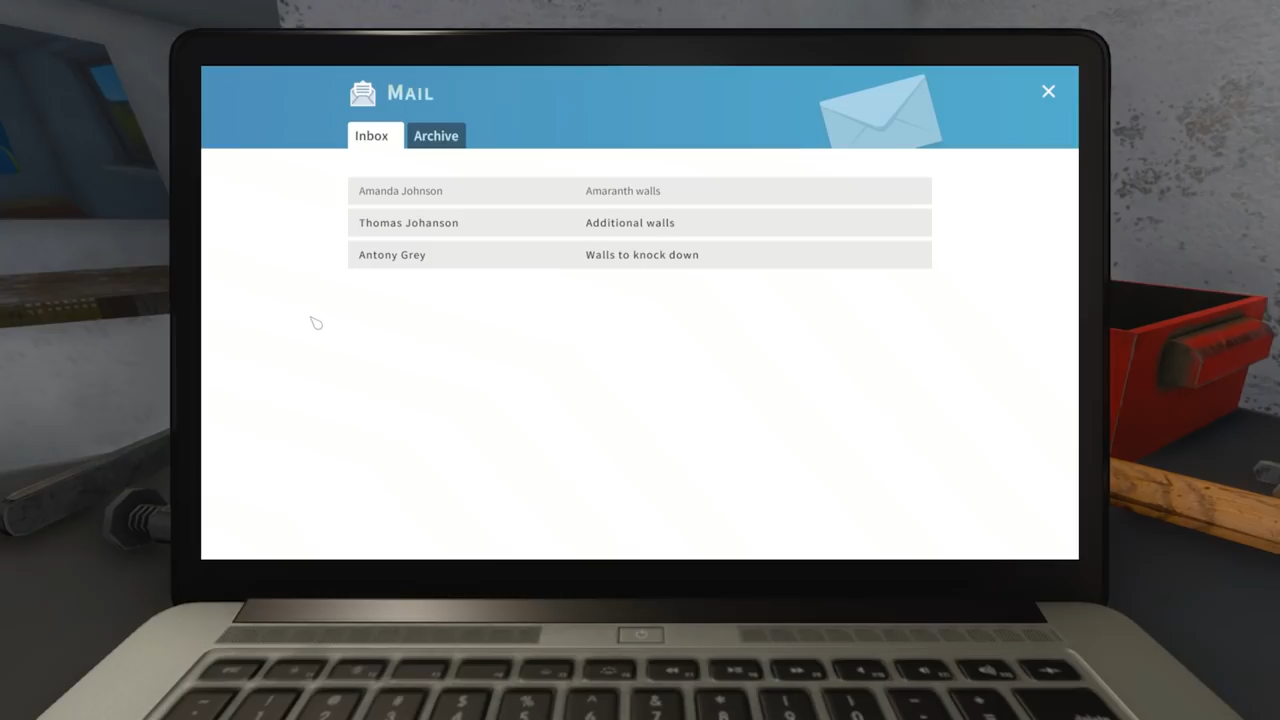 MAIL
Inbox Archive
Amanda Johnson Amaranth walls
Thomas Johanson Additional walls
Antony Grey Walls to knock down